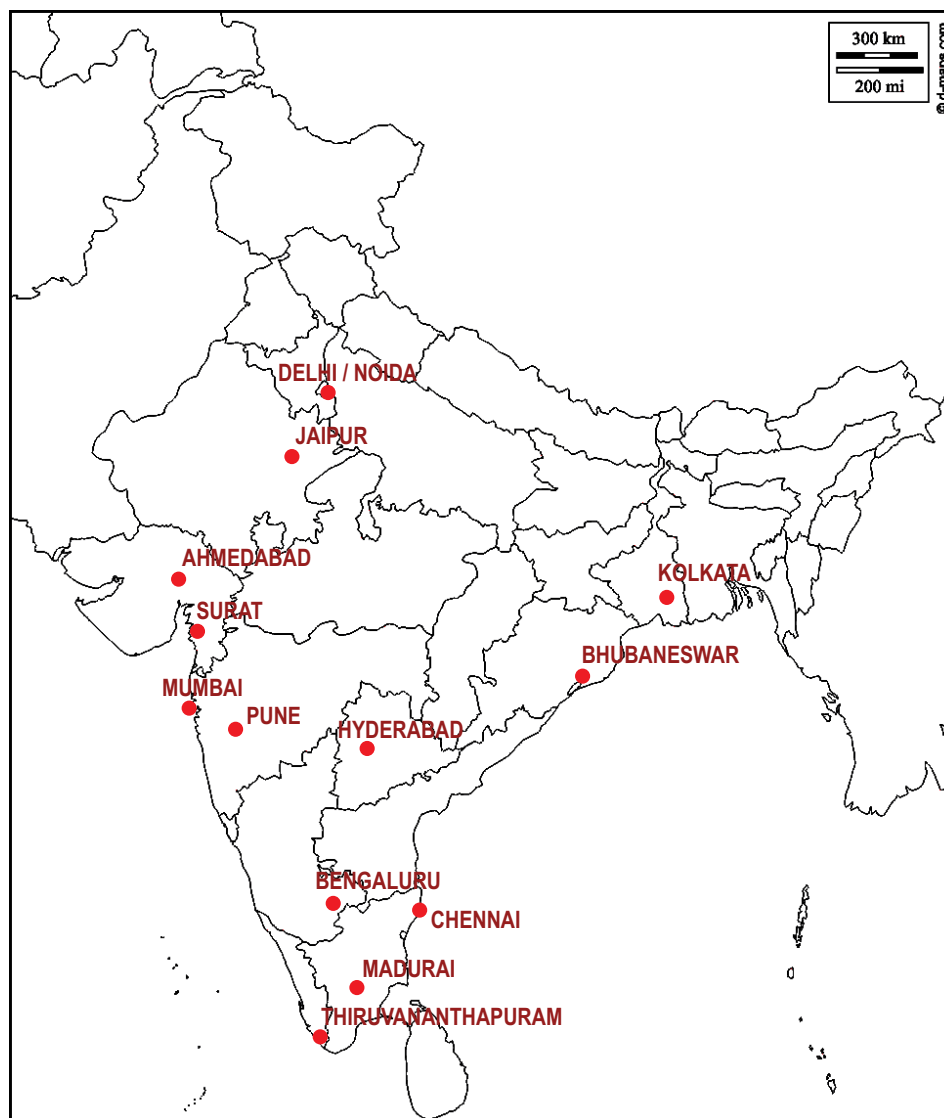 300 km
200 mi
© d-maps.com
DELHI / NOIDA
JAIPUR
AHMEDABAD
SURAT
KOLKATA
BHUBANESWAR
MUMBAI
PUNE
HYDERABAD
BENGALURU
CHENNAI
MADURAI
THIRUVANANTHAPURAM